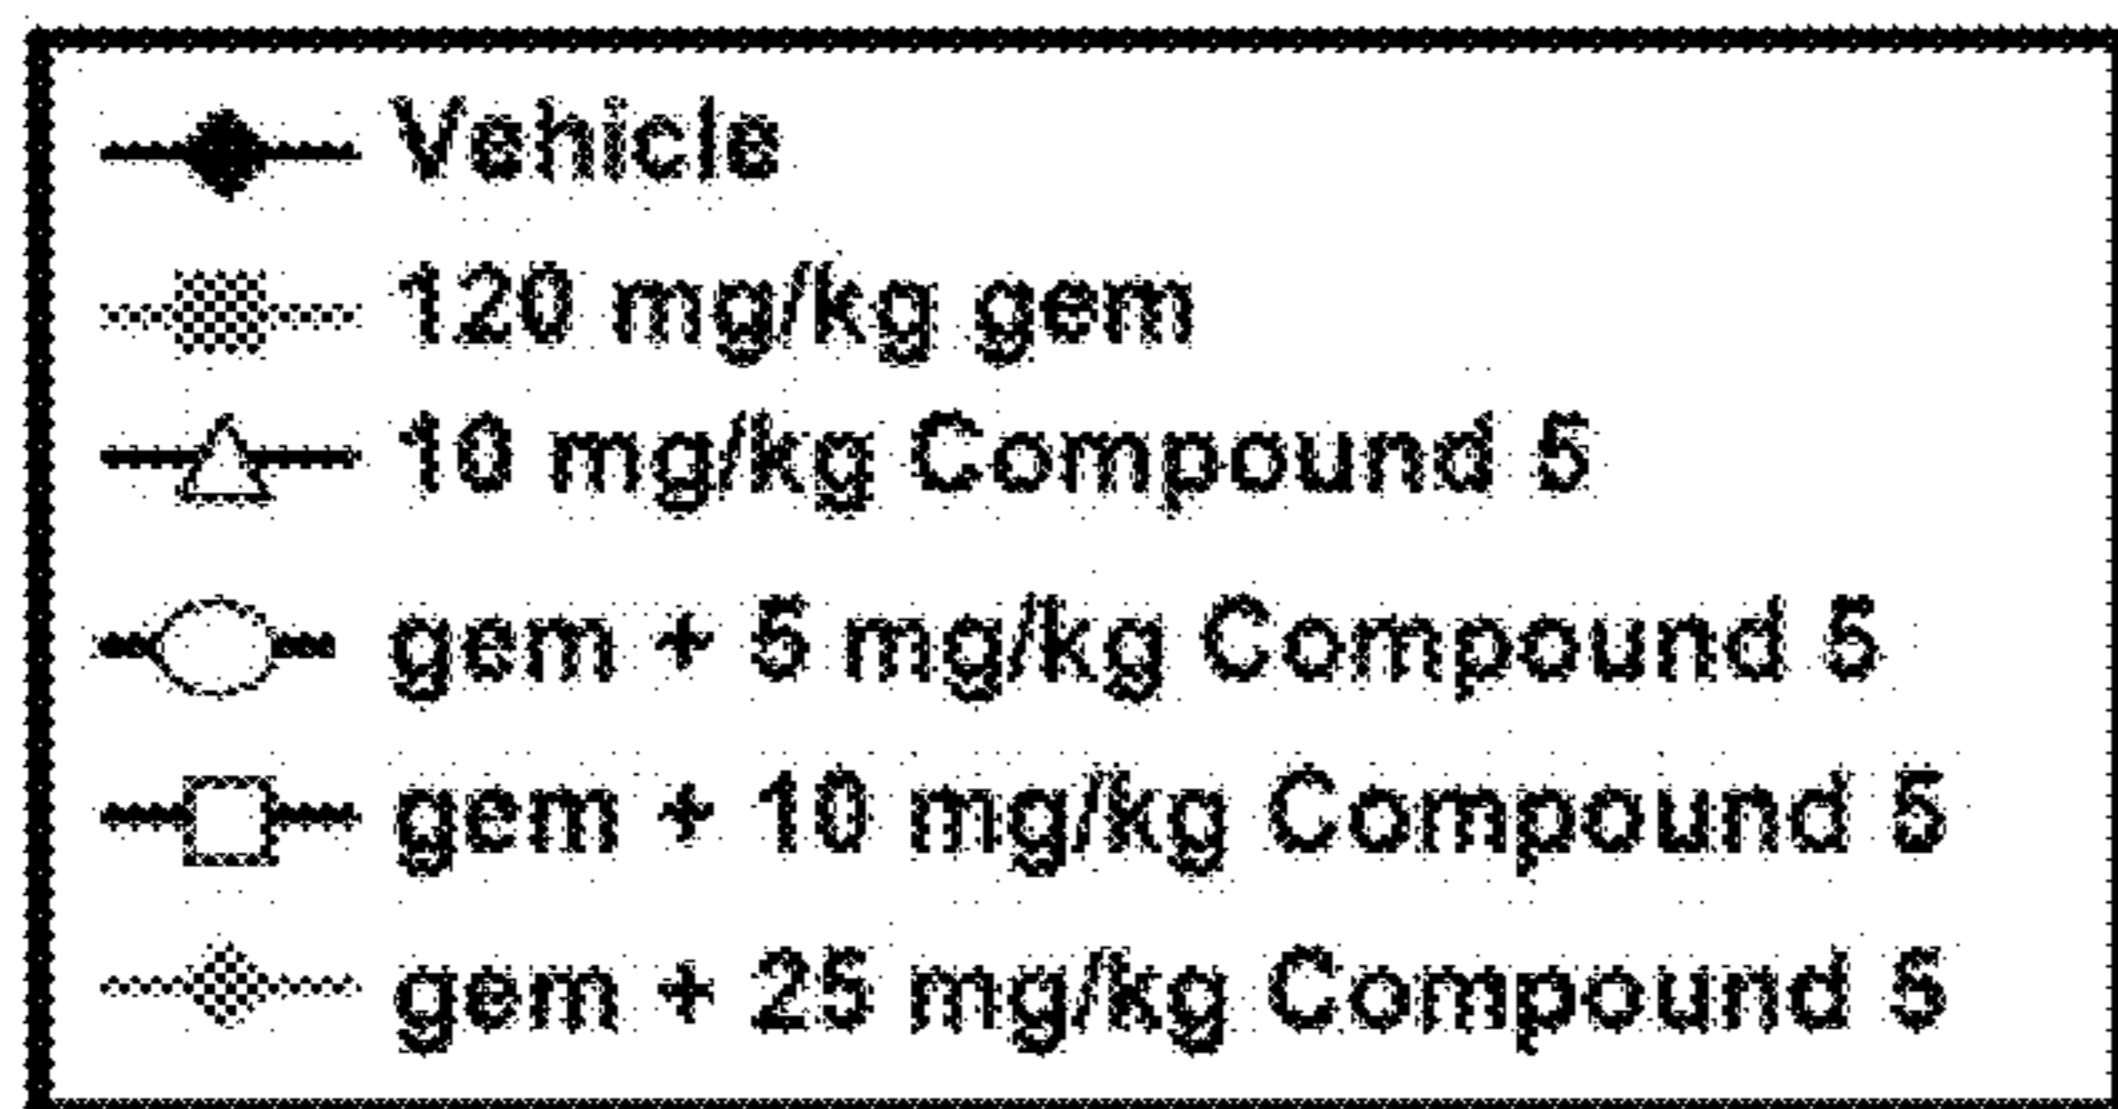 Vehicle
120 mg/kg gem
10 mg/kg Compound 5
gem + 5 mg/kg Compound 5
gem + 10 mg/kg Compound 5
gem + 25 mg/kg Compound 5